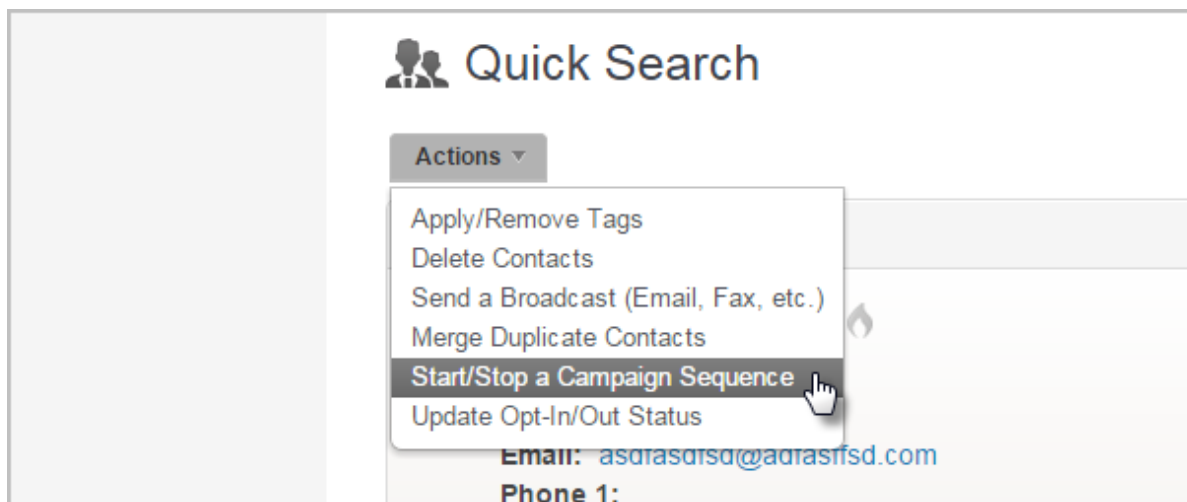 Quick Search
Actions
Apply/Remove Tags
Delete Contacts
Send a Broadcast (Email, Fax, etc.)
Merge Duplicate Contacts
Start/Stop a Campaign Sequence
Update Opt-In/Out Status
Email: asdfasdfsd@adfasffsd.com
Phone 1: